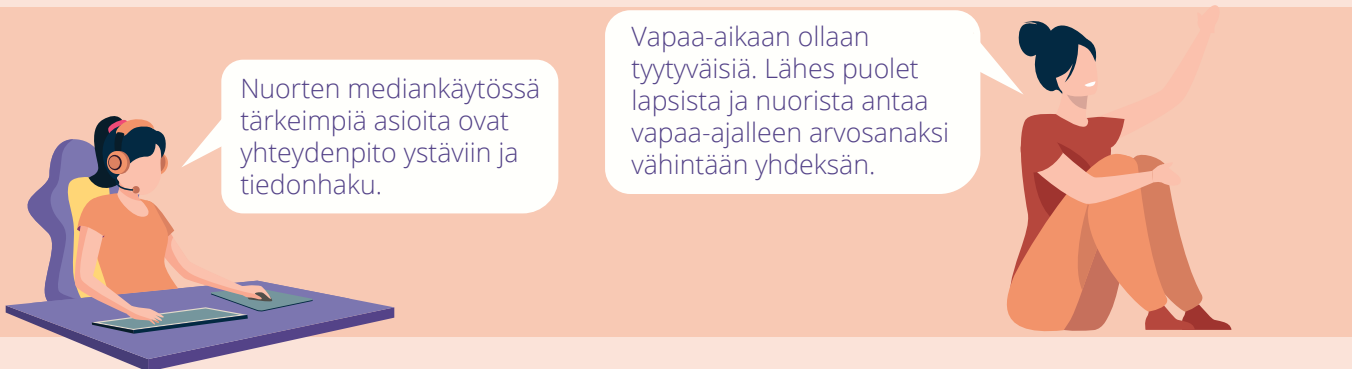 Nuorten mediankäytössä
tärkeimpiä asioita ovat
yhteydenpito ystäviin ja
tiedonhaku.
Vapaa-aikaan ollaan
tyytyväisiä. Lähes puolet
lapsista ja nuorista antaa
vapaa-ajalleen arvosanaksi
vähintään yhdeksän.